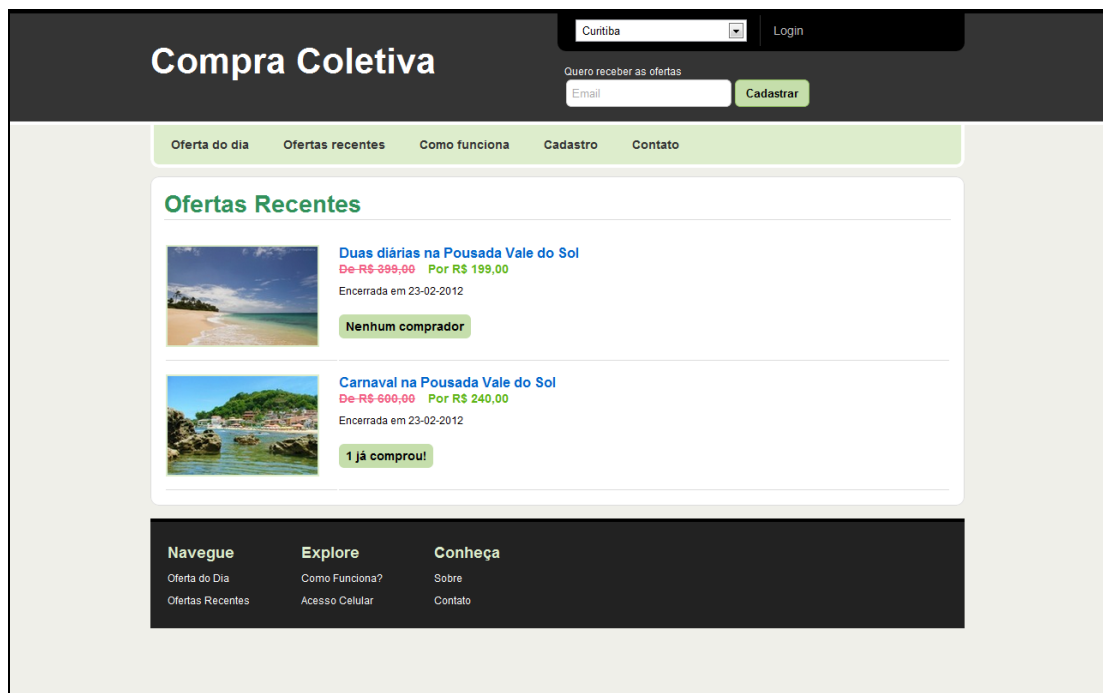 Curitiba
Login
Compra Coletiva
Quero receber as ofertas
Email
Cadastrar
Oferta do dia Ofertas recentes Como funciona Cadastro Contato
Ofertas Recentes
Duas diárias na Pousada Vale do Sol
De R$ 399,00 Por R$ 199,00
Encerrada em 23-02-2012
Nenhum comprador
Carnaval na Pousada Vale do Sol
De R$ 600,00 Por R$ 240,00
Encerrada em 23-02-2012
1 já comprou!
Navegue Explore Conheça
Oferta do Dia Como Funciona? Sobre
Ofertas Recentes Acesso Celular Contato